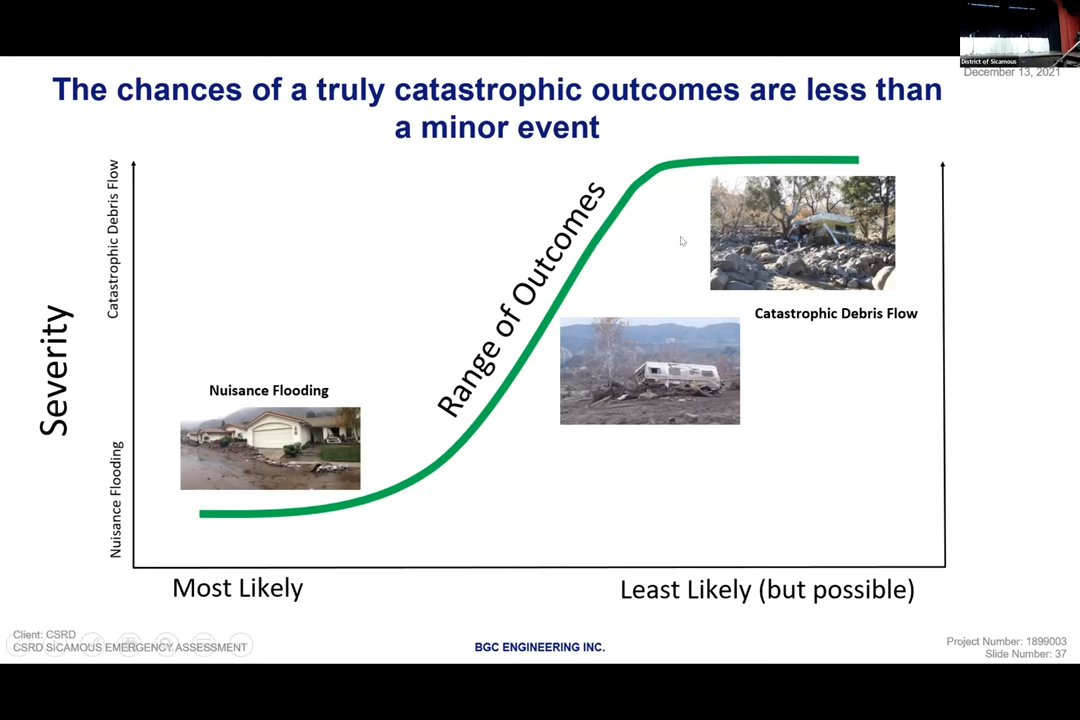 District of Sicamous
December 13, 2021
The chances of a truly catastrophic outcomes are less than
a minor event
Severity
Catastrophic Debris Flow
Nuisance Flooding
Range of Outcomes
Nuisance Flooding
Catastrophic Debris Flow
Most Likely
Least Likely (but possible)
Client: CSRD
CSRD SiCAMOUS EMERGENCY ASSESSMENT
BGC ENGINEERING INC.
Project Number: 1899003
Slide Number: 37